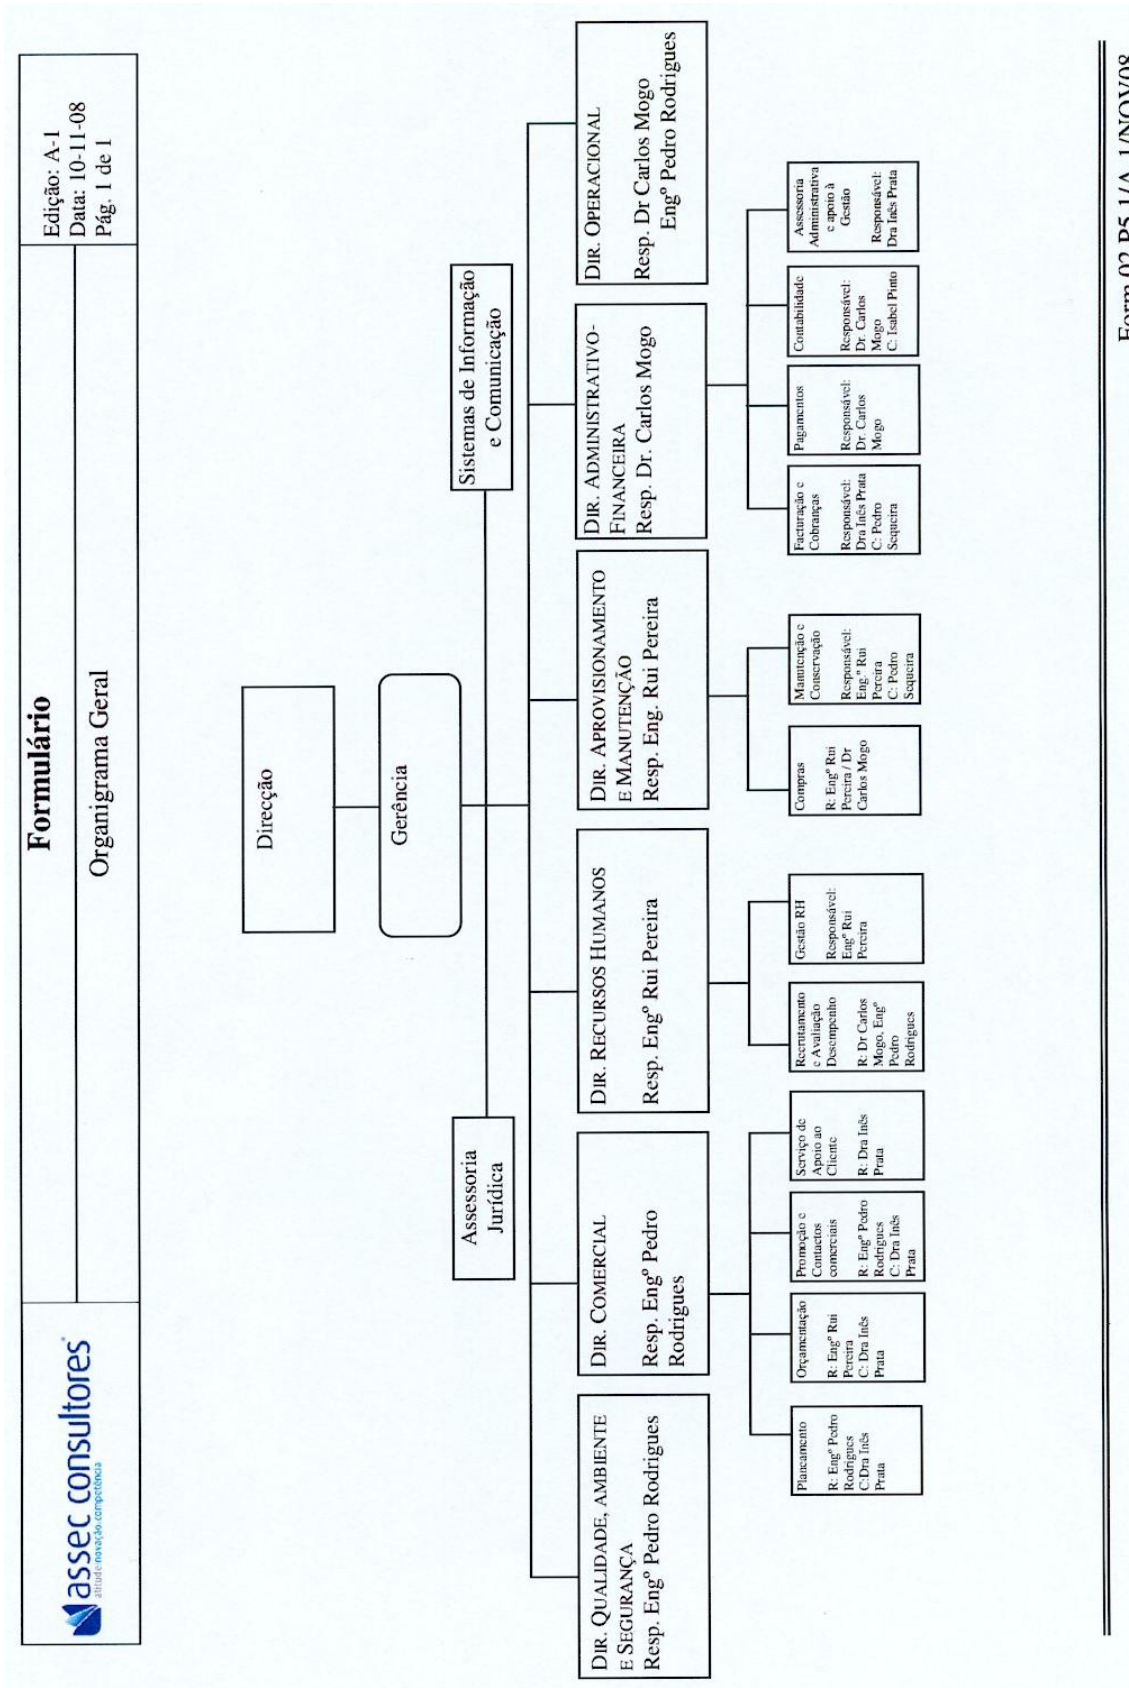 assec consultores
atitude·inovação·competência
Formulário
Organigrama Geral
Edição: A-1
Data: 10-11-08
Pág. 1 de 1
Direcção
Gerência
Assessoria
Jurídica
Sistemas de Informação
e Comunicação
DIR. QUALIDADE, AMBIENTE
E SEGURANÇA
Resp. Engº Pedro Rodrigues
DIR. COMERCIAL
Resp. Engº Pedro
Rodrigues
DIR. RECURSOS HUMANOS
Resp. Engº Rui Pereira
DIR. APROVISIONAMENTO
E MANUTENÇÃO
Resp. Eng. Rui Pereira
DIR. ADMINISTRATIVO-
FINANCEIRA
Resp. Dr. Carlos Mogo
DIR. OPERACIONAL
Resp. Dr Carlos Mogo
Engº Pedro Rodrigues
Planeamento
R: Engº Pedro
Rodrigues
C:Dra Inês
Prata
Orçamentação
R: Engº Rui
Pereira
C: Dra Inês
Prata
Promoção e
Contactos
comerciais
R: Engº Pedro
Rodrigues
C: Dra Inês
Prata
Serviço de
Apoio ao
Cliente
R: Dra Inês
Prata
Recrutamento
e Avaliação
Desempenho
R: Dr Carlos
Mogo, Engº
Pedro
Rodrigues
Gestão RH
Responsável:
Engº Rui
Pereira
Compras
R: Engº Rui
Pereira / Dr
Carlos Mogo
Manutenção e
Conservação
Responsável:
Eng.º Rui
Pereira
C: Pedro
Sequeira
Facturação e
Cobranças
Responsável:
Dra Inês Prata
C: Pedro
Sequeira
Pagamentos
Responsável:
Dr. Carlos
Mogo
Contabilidade
Responsável:
Dr. Carlos
Mogo
C: Isabel Pinto
Assessoria
Administrativa
e apoio à
Gestão
Responsável:
Dra Inês Prata
Form.02.P5.1/A-1/NOV08